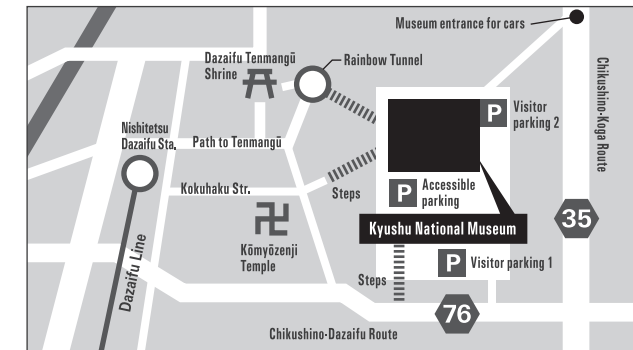 Museum entrance for cars
Dazaifu Tenmangū
Shrine
Rainbow Tunnel
Chikushino-Koga Route
P
Visitor
parking 2
Nishitetsu
Dazaifu Sta.
Path to Tenmangū
Kokuhaku Str.
Steps
P
Accessible
parking
Kyushu National Museum
35
Kōmyōzenji
Temple
Dazaifu Line
Steps
P
Visitor parking 1
76
Chikushino-Dazaifu Route